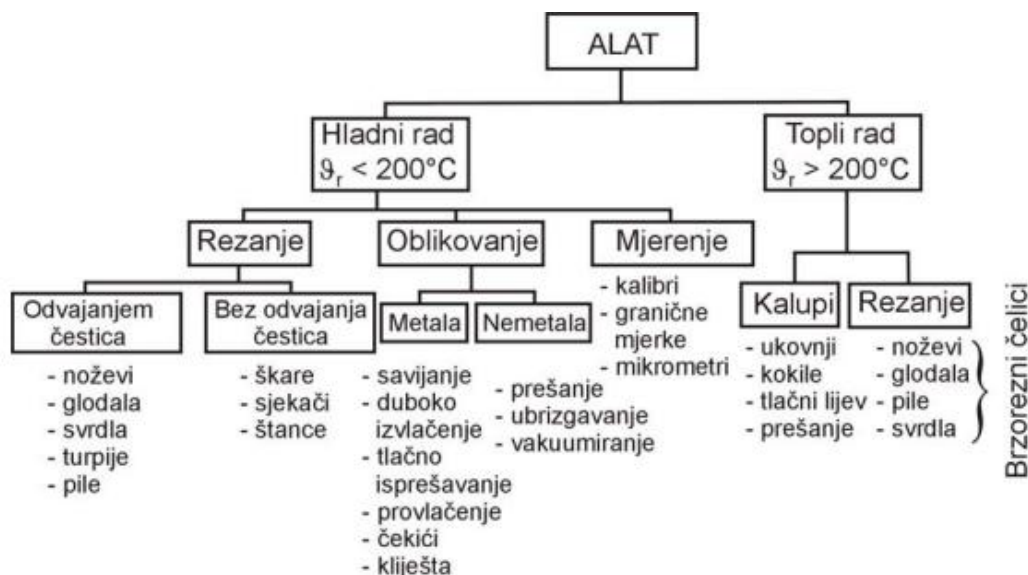 ALAT
Hladni rad
ϑr < 200°C
Topli rad
ϑr > 200°C
Rezanje
Oblikovanje
Mjerenje
Odvajanjem
čestica
- noževi
- glodala
- svrdla
- turpije
- pile
Bez odvajanja
čestica
- škare
- sjekači
- štance
Metala
- savijanje
- duboko
izvlačenje
- tlačno
isprešavanje
- provlačenje
- čekići
- kliješta
Nemetala
- prešanje
- ubrizgavanje
- vakuumiranje
- kalibri
- granične
mjerke
- mikrometri
Kalupi
- ukovnji
- kokile
- tlačni lijev
- prešanje
Rezanje
- noževi
- glodala
- pile
- svrdla
Brzorezni čelici